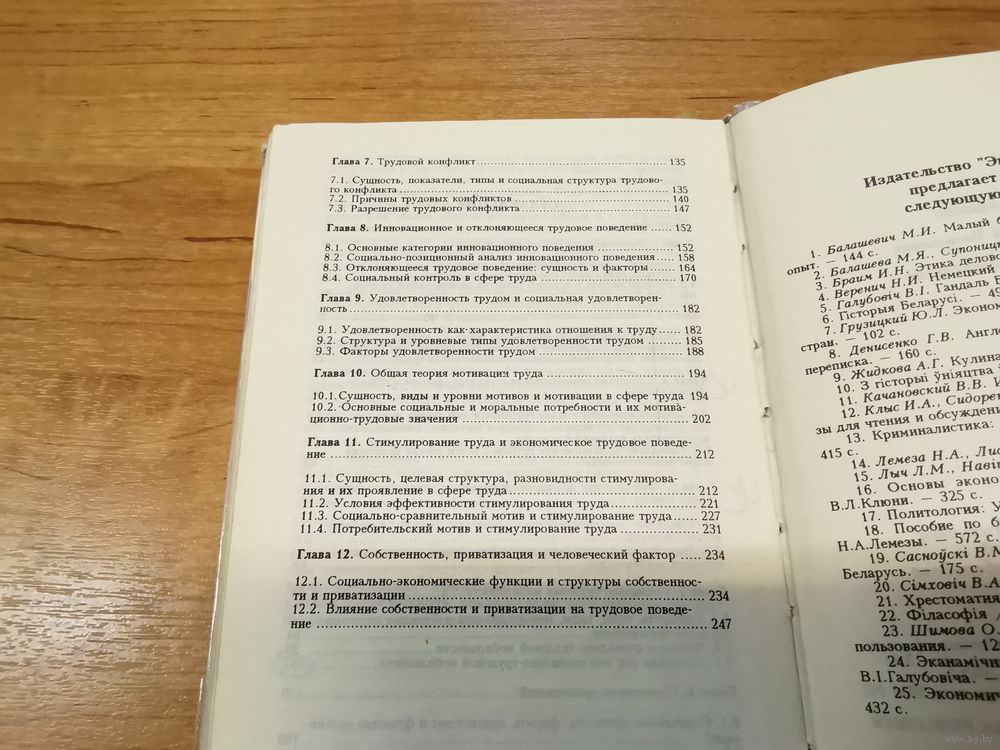 Глава 7. Трудовой конфликт ..... 135
7.1. Сущность, показатели, типы и социальная структура трудово-
го конфликта ..... 135
7.2. Причины трудовых конфликтов ..... 140
7.3. Разрешение трудового конфликта ..... 147
Глава 8. Инновационное и отклоняющееся трудовое поведение ..... 152
8.1. Основные категории инновационного поведения ..... 152
8.2. Социально-позиционный анализ инновационного поведения ..... 158
8.3. Отклоняющееся трудовое поведение: сущность и факторы ..... 164
8.4. Социальный контроль в сфере труда ..... 170
Глава 9. Удовлетворенность трудом и социальная удовлетворен-
ность ..... 182
9.1. Удовлетворенность как характеристика отношения к труду ..... 182
9.2. Структура и уровневые типы удовлетворенности трудом ..... 185
9.3. Факторы удовлетворенности трудом ..... 188
Глава 10. Общая теория мотивация труда ..... 194
10.1. Сущность, виды и уровни мотивов и мотивации в сфере труда 194
10.2. Основные социальные и моральные потребности и их мотива-
ционно-трудовые значения ..... 202
Глава 11. Стимулирование труда и экономическое трудовое поведе-
ние ..... 212
11.1. Сущность, целевая структура, разновидности стимулирова-
ния и их проявление в сфере труда ..... 212
11.2. Условия эффективности стимулирования труда ..... 221
11.3. Социально-сравнительный мотив и стимулирование труда ..... 227
11.4. Потребительский мотив и стимулирование труда ..... 231
Глава 12. Собственность, приватизация и человеческий фактор ..... 234
12.1. Социально-экономические функции и структуры собственнос-
ти и приватизации ..... 234
12.2. Влияние собственности и приватизации на трудовое поведе-
ние ..... 247
Издательство "Э
предлагает
следующую
1. Балашевич М.И. Малый б
опыт. — 144 с.
2. Балашева М.Я., Супониц
3. Браим И.Н. Этика делово
4. Веренич Н.И. Немецкий
5. Галубовіч В.І. Гандаль Б
6. Гісторыя Беларусі. — 49
7. Грузицкий Ю.Л. Эконом
стран. — 102 с.
8. Денисенко Г.В. Англе
переписка. — 160 с.
9. Жидкова А.Г. Кулина
10. З гісторыі ўніяцтва
11. Качановский В.В. И
12. Клыс И.А., Сидоре
зы для чтения и обсужден
13. Криминалистика:
415 с.
14. Лемеза Н.А., Лис
15. Лыч Л.М., Навіц
16. Основы эконо
В.Л.Клюни. — 325 с.
17. Политология: У
18. Пособие по б
Н.А.Лемезы. — 572 с.
19. Сасноўскі В.М
Беларусь. — 175 с.
20. Сімховіч В.А
21. Хрестоматия
22. Філасофія
23. Шимова О.
пользования. — 12
24. Эканамічн
В.І.Галубовіча. —
25. Экономич
432 с.
www.ay.by